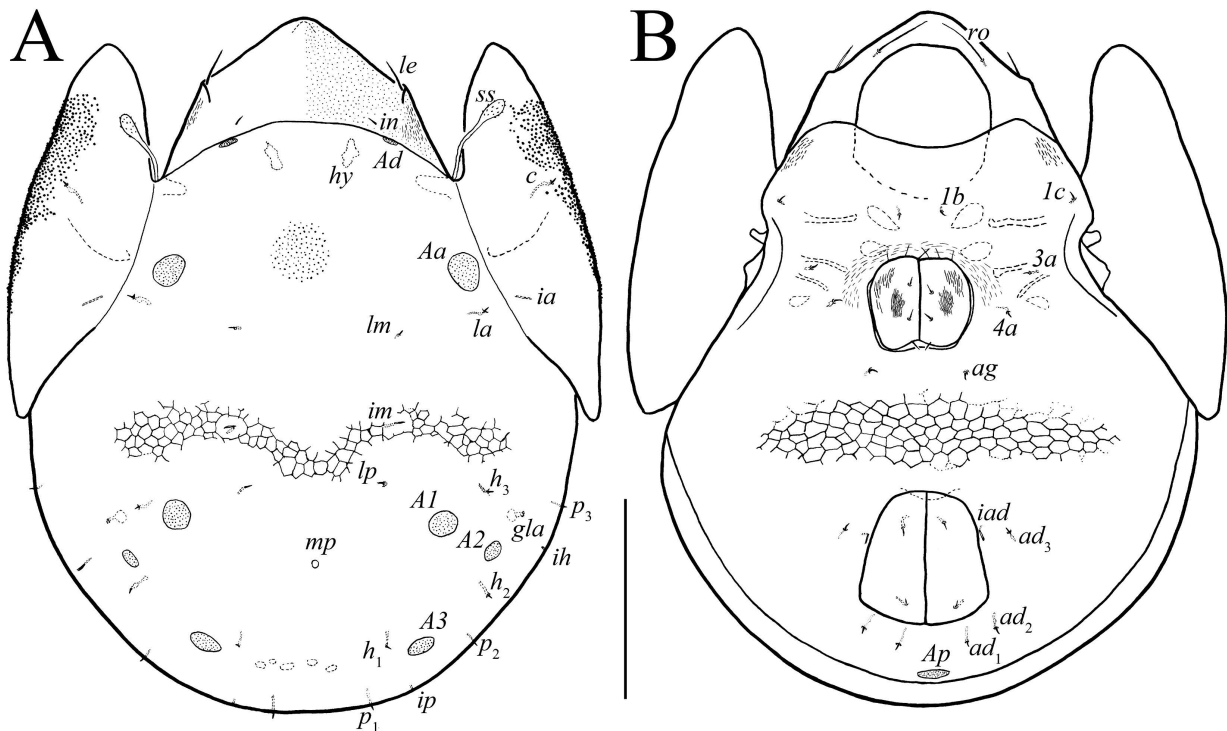 A
le
ss
in
Ad
hy
c
Aa
ia
la
lm
im
lp
h3
A1
p3
gla
A2
ih
mp
h2
A3
p2
h1
ip
p1
B
ro
1b
1c
3a
4a
ag
iad
ad3
ad2
ad1
Ap